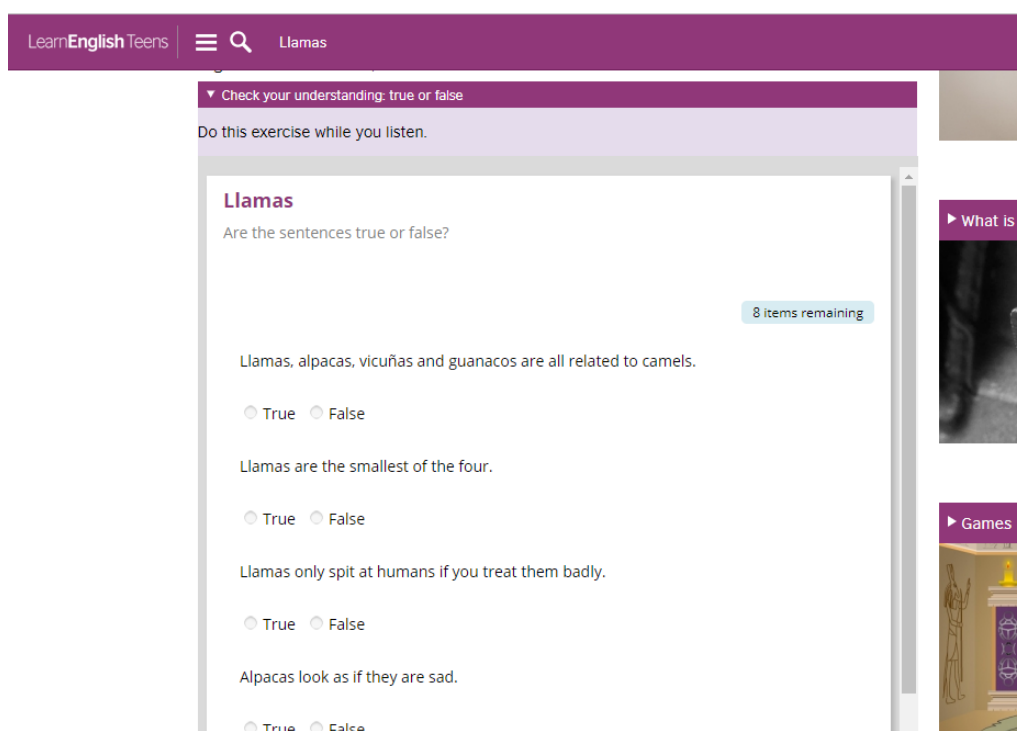 LearnEnglish Teens
Llamas
Check your understanding: true or false
Do this exercise while you listen.
Llamas
Are the sentences true or false?
8 items remaining
Llamas, alpacas, vicuñas and guanacos are all related to camels.
True False
Llamas are the smallest of the four.
True False
Llamas only spit at humans if you treat them badly.
True False
Alpacas look as if they are sad.
True False
What is
Games